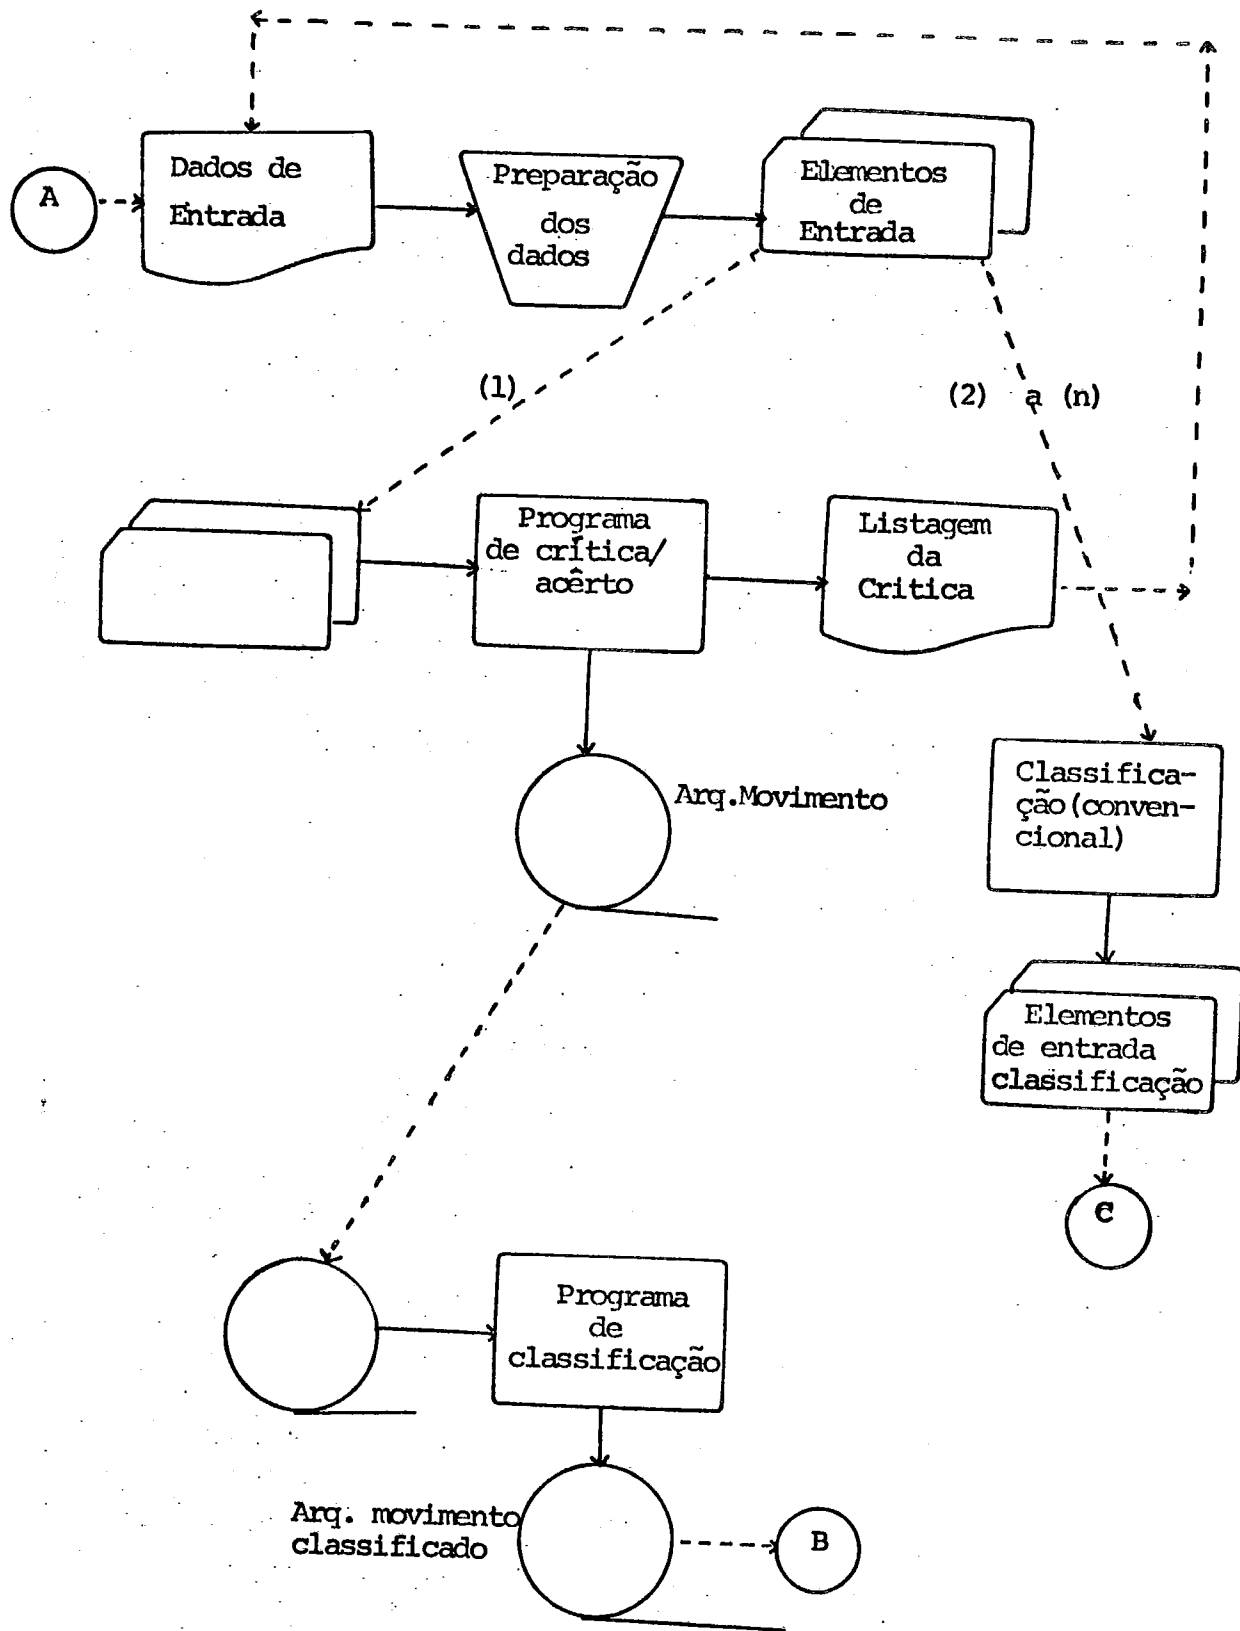 A
Dados de
Entrada
Preparação
dos
dados
Elementos
de
Entrada
(1)
(2) a (n)
Programa
de crítica/
acêrto
Listagem
da
Critica
Arq.Movimento
Classifica-
ção(conven-
cional)
Elementos
de entrada
classificação
C
Programa
de
classificação
Arq. movimento
classificado
B